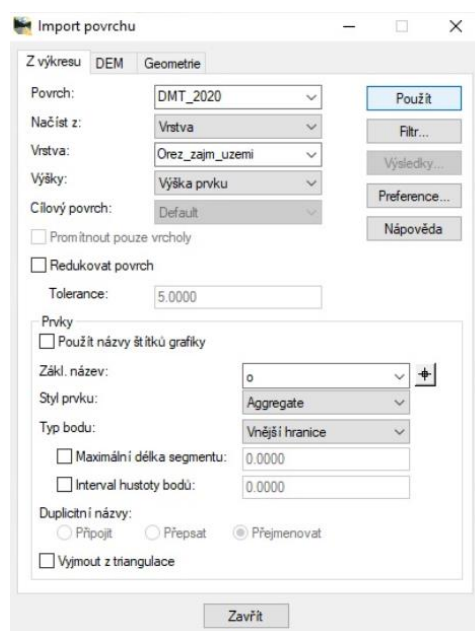 Import povrchu
Z výkresu DEM Geometrie
Povrch: DMT_2020 Použít
Načíst z: Vrstva Filtr...
Vrstva: Orez_zajm_uzemi Výsledky...
Výšky: Výška prvku Preference...
Cílový povrch: Default Nápověda
Promítnout pouze vrcholy
Redukovat povrch
Tolerance: 5.0000
Prvky
Použít názvy štítků grafiky
Zákl. název: o
Styl prvku: Aggregate
Typ bodu: Vnější hranice
Maximální délka segmentu: 0.0000
Interval hustoty bodů: 0.0000
Duplicitní názvy:
Připojit Přepsat Přejmenovat
Vyjmout z triangulace
Zavřít